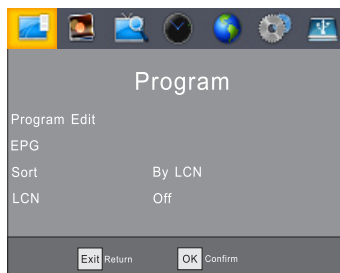 Program
Program Edit
EPG
Sort By LCN
LCN Off
Exit Return OK Confirm